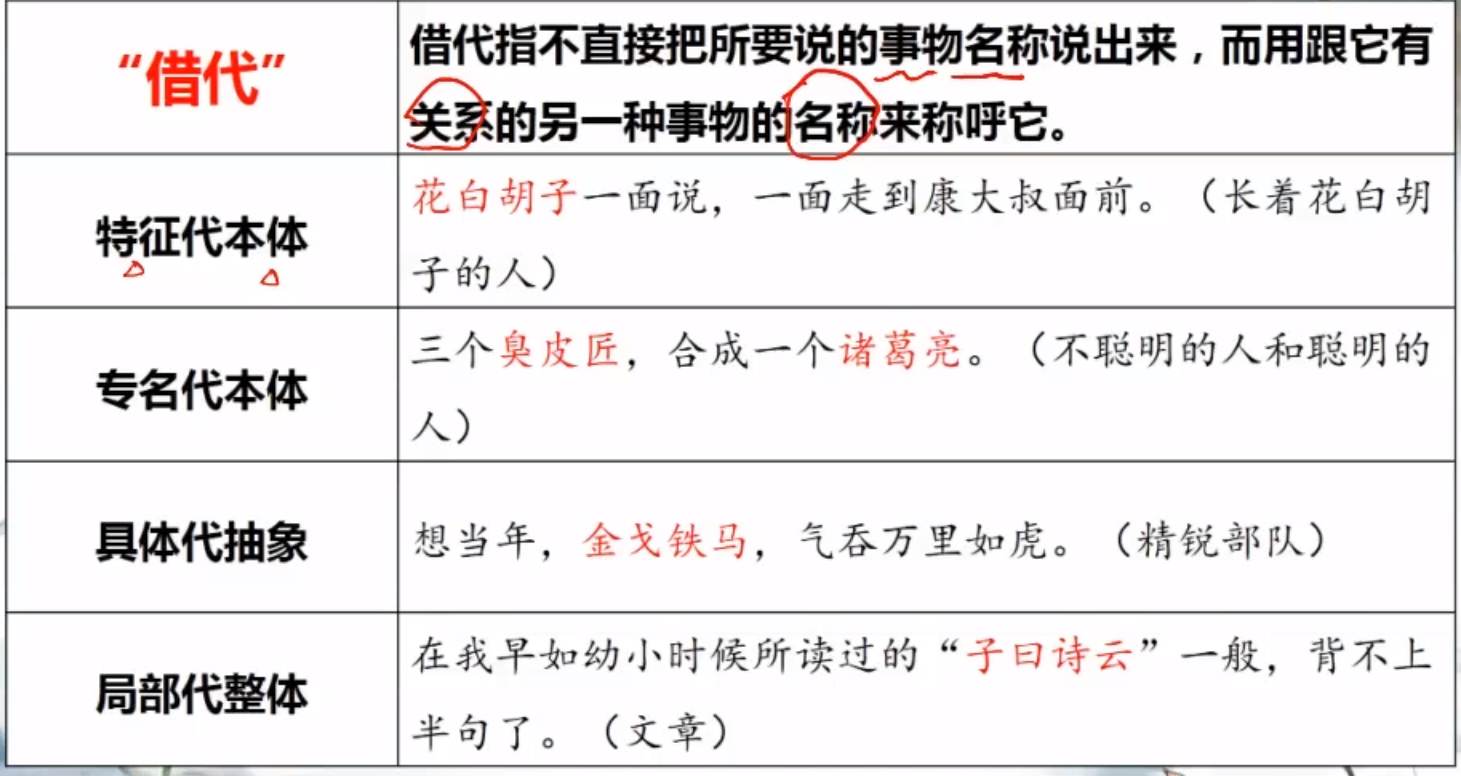 “借代”
借代指不直接把所要说的事物名称说出来，而用跟它有
关系的另一种事物的名称来称呼它。
特征代本体
花白胡子一面说，一面走到康大叔面前。（长着花白胡
子的人）
专名代本体
三个臭皮匠，合成一个诸葛亮。（不聪明的人和聪明的
人）
具体代抽象
想当年，金戈铁马，气吞万里如虎。（精锐部队）
局部代整体
在我早如幼小时候所读过的“子曰诗云”一般，背不上
半句了。（文章）